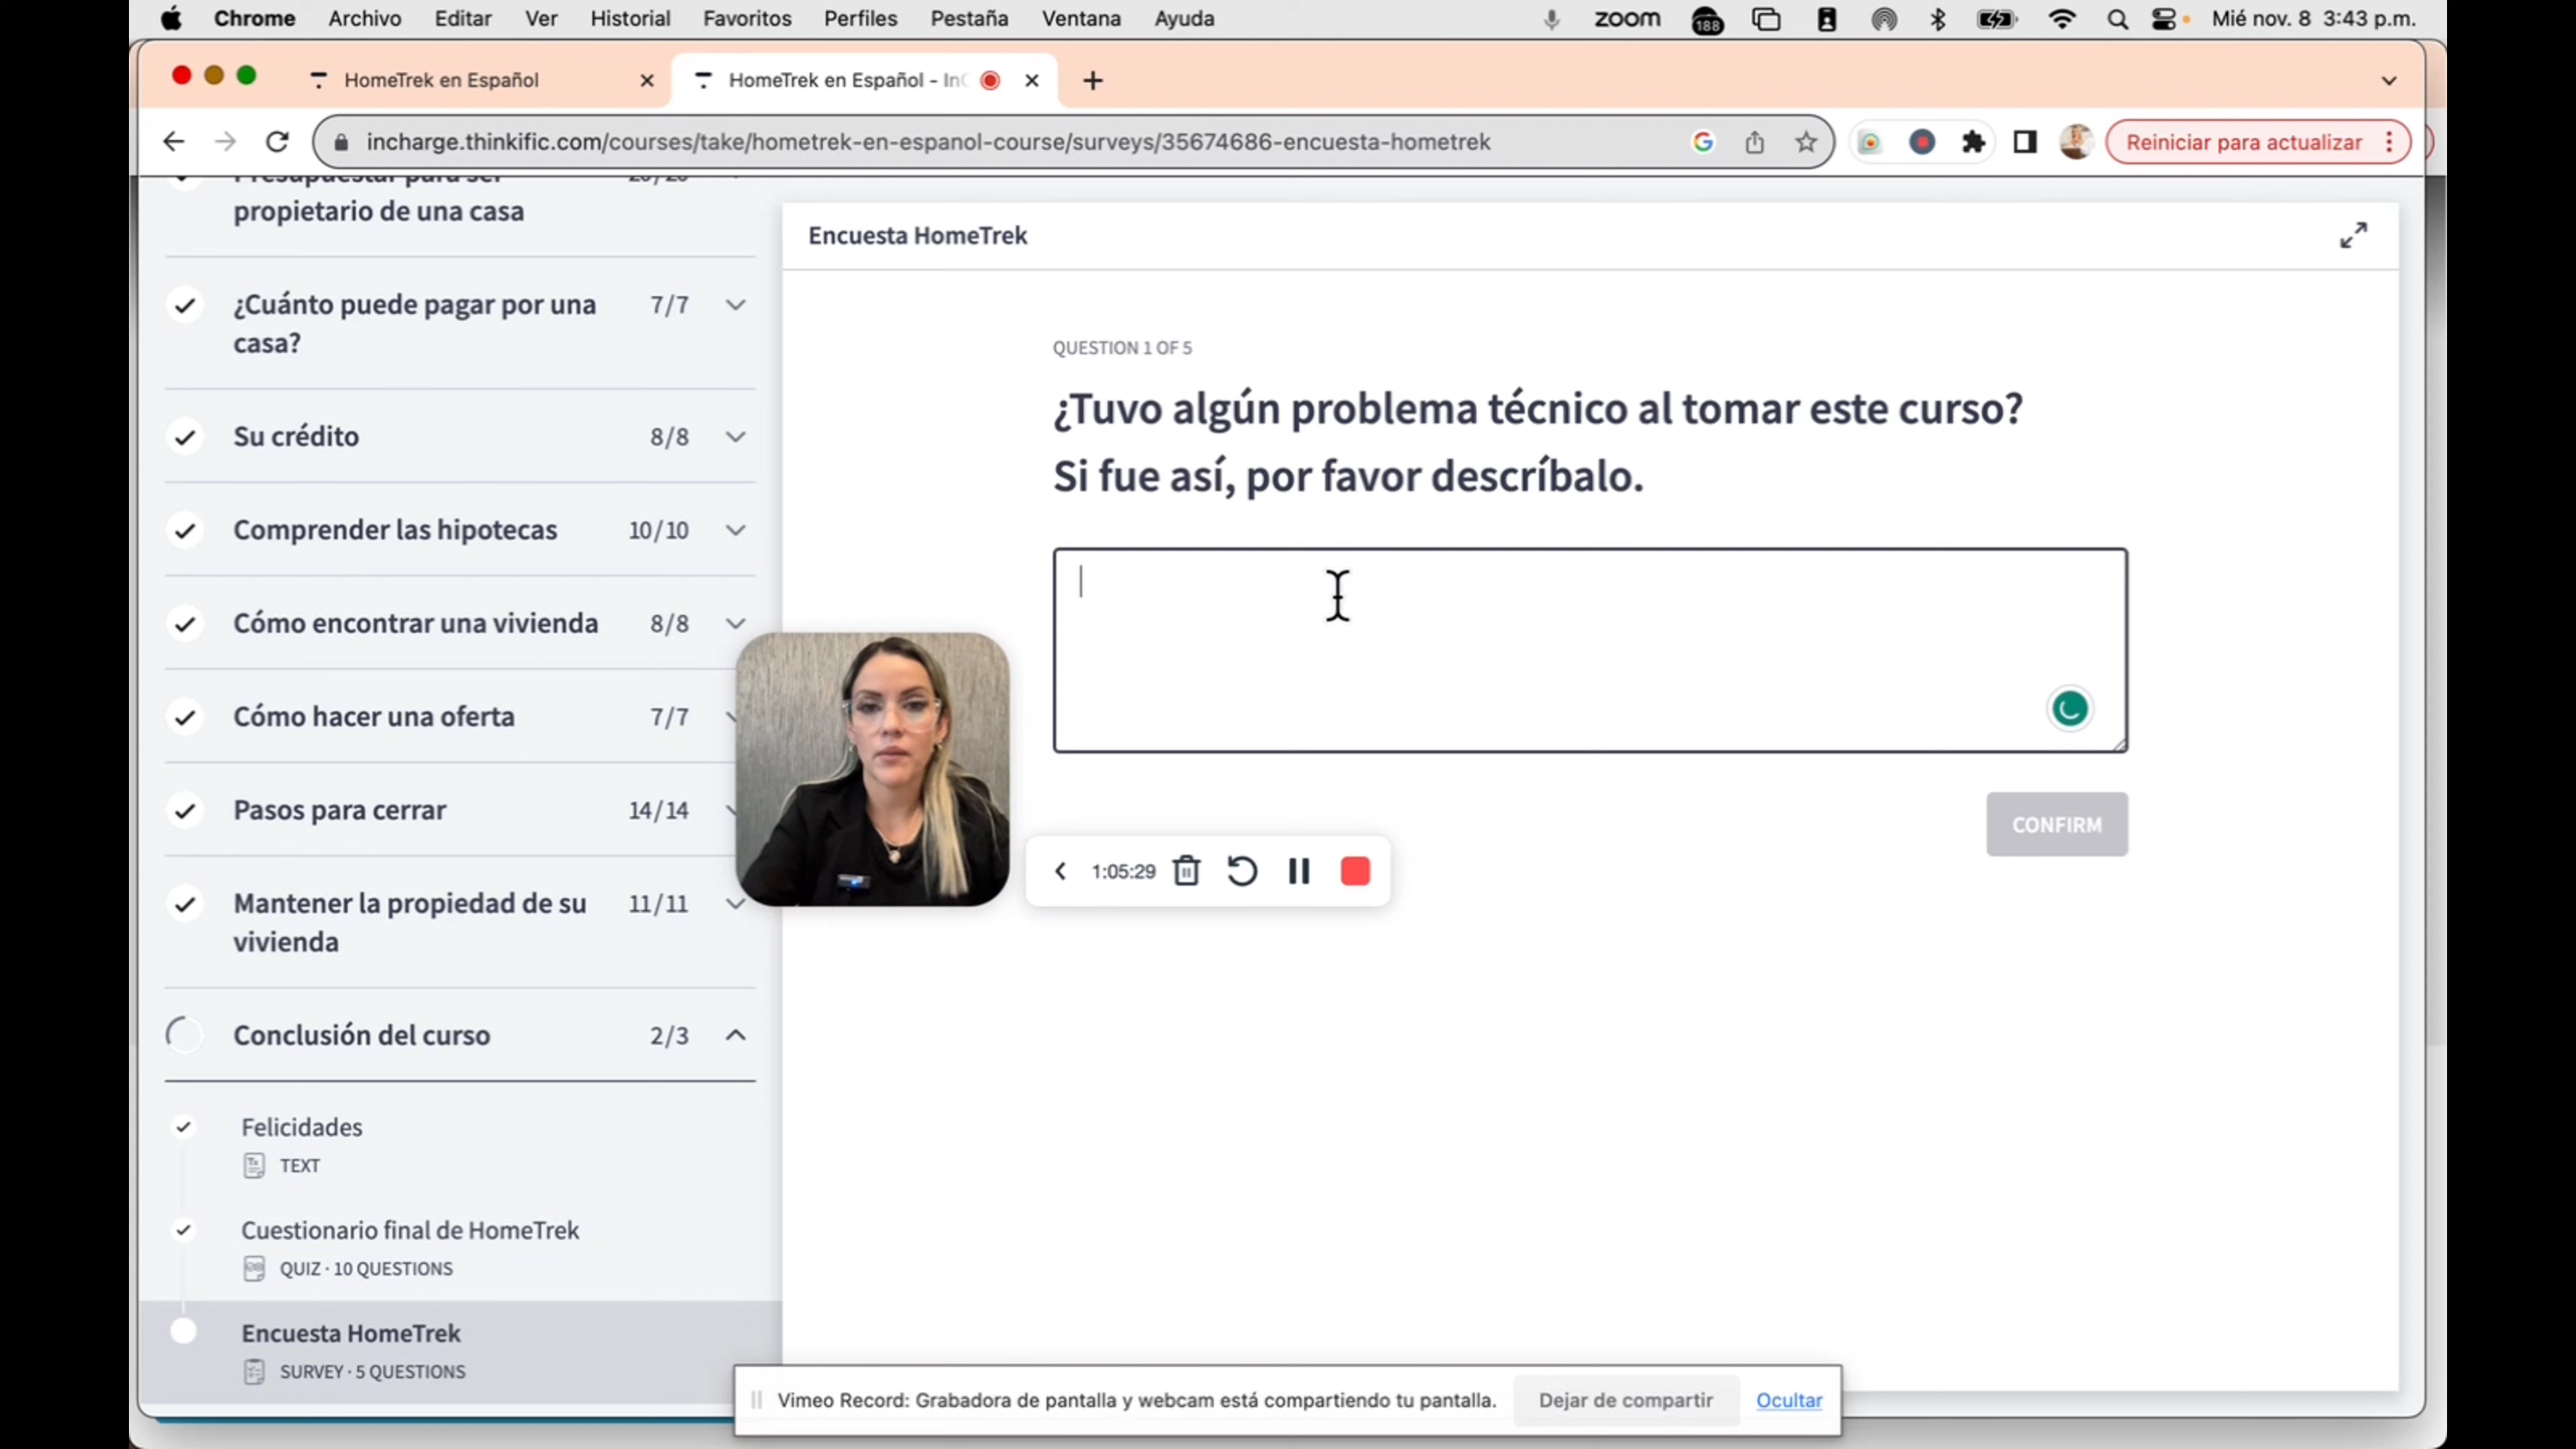 Chrome Archivo Editar Ver Historial Favoritos Perfiles Pestaña Ventana Ayuda
zoom 188 Mié nov. 8 3:43 p.m.
HomeTrek en Español
HomeTrek en Español - In
incharge.thinkific.com/courses/take/hometrek-en-espanol-course/surveys/35674686-encuesta-hometrek
Reiniciar para actualizar
Presupuestar para ser
propietario de una casa
¿Cuánto puede pagar por una 7/7
casa?
Su crédito 8/8
Comprender las hipotecas 10/10
Cómo encontrar una vivienda 8/8
Cómo hacer una oferta 7/7
Pasos para cerrar 14/14
Mantener la propiedad de su 11/11
vivienda
Conclusión del curso 2/3
Felicidades
TEXT
Cuestionario final de HomeTrek
QUIZ · 10 QUESTIONS
Encuesta HomeTrek
SURVEY · 5 QUESTIONS
Encuesta HomeTrek
QUESTION 1 OF 5
¿Tuvo algún problema técnico al tomar este curso?
Si fue así, por favor descríbalo.
CONFIRM
1:05:29
Vimeo Record: Grabadora de pantalla y webcam está compartiendo tu pantalla. Dejar de compartir Ocultar